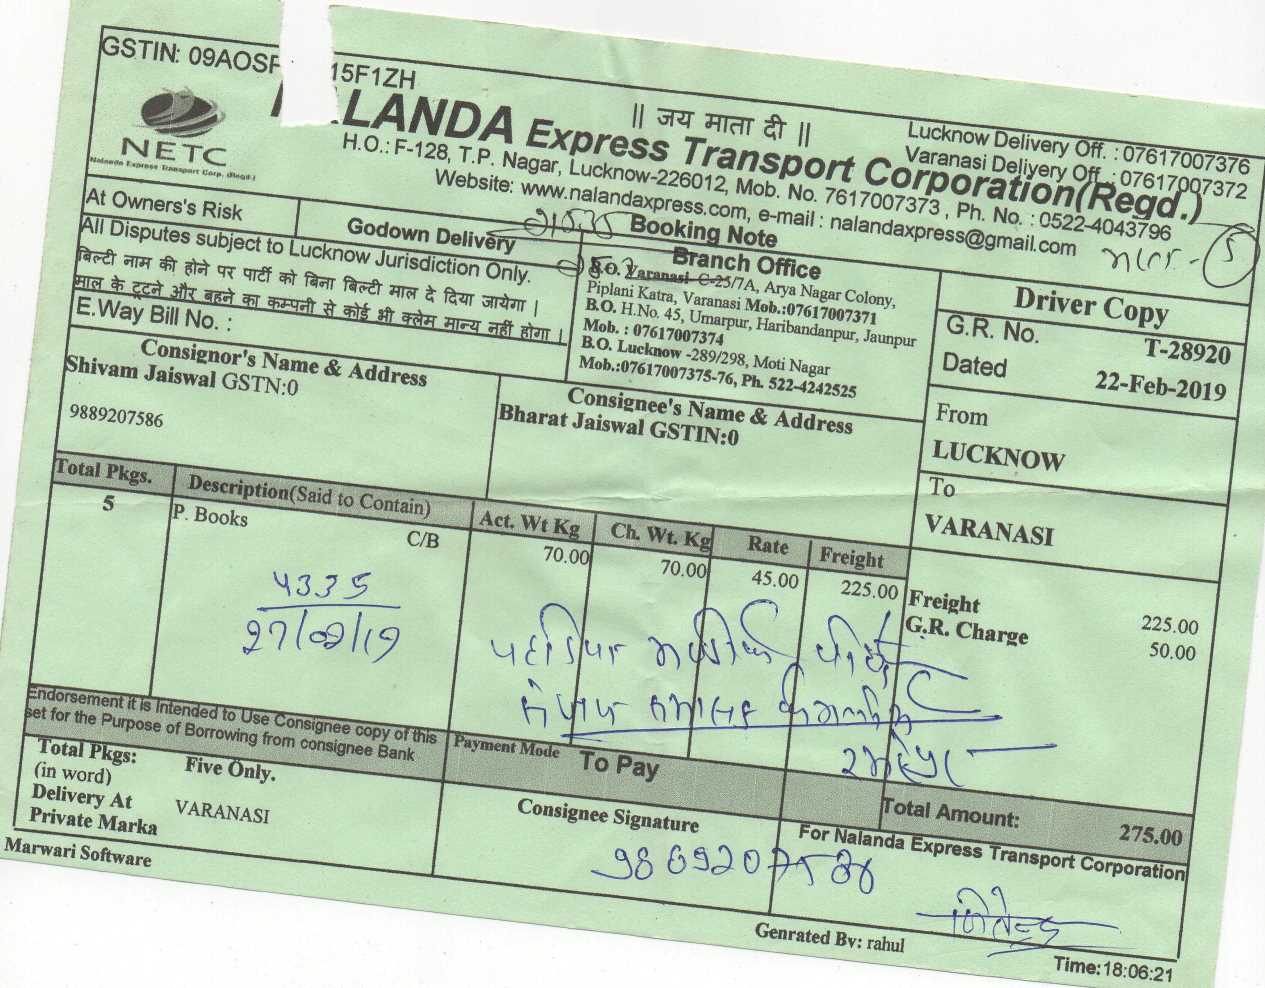 GSTIN: 09AOSP 15F1ZH
|| जय माता दी ||
Lucknow Delivery Off. : 07617007376
Varanasi Deliyery Off. : 07617007372
NETC
Nalanda Express Transport Corp. (Regd.)
NALANDA Express Transport Corporation(Regd.)
H.O.: F-128, T.P. Nagar, Lucknow-226012, Mob. No. 7617007373 , Ph. No. : 0522-4043796
Website: www.nalandaxpress.com, e-mail : nalandaxpress@gmail.com
At Owners's Risk
Godown Delivery
Booking Note
5
All Disputes subject to Lucknow Jurisdiction Only.
बिल्टी नाम की होने पर पार्टी को बिना बिल्टी माल दे दिया जायेगा ।
माल के टूटने और बहने का कम्पनी से कोई भी क्लेम मान्य नहीं होगा ।
E.Way Bill No. :
Branch Office
B.O. Varanasi C-25/7A, Arya Nagar Colony,
Piplani Katra, Varanasi Mob.:07617007371
B.O. H.No. 45, Umarpur, Haribandanpur, Jaunpur
Mob. : 07617007374
B.O. Lucknow -289/298, Moti Nagar
Mob.:07617007375-76, Ph. 522-4242525
Driver Copy
G.R. No. T-28920
Dated 22-Feb-2019
Consignor's Name & Address
Shivam Jaiswal GSTN:0
9889207586
Consignee's Name & Address
Bharat Jaiswal GSTIN:0
From
LUCKNOW
To
VARANASI
Total Pkgs. Description(Said to Contain) Act. Wt Kg Ch. Wt. Kg Rate Freight
5 P. Books C/B 70.00 70.00 45.00 225.00
Freight 225.00
G.R. Charge 50.00
4335
27/02/19
Endorsement it is Intended to Use Consignee copy of this
set for the Purpose of Borrowing from consignee Bank
Payment Mode To Pay
Total Amount: 275.00
Total Pkgs: Five Only.
(in word)
Delivery At VARANASI
Private Marka
Consignee Signature
For Nalanda Express Transport Corporation
Marwari Software
Genrated By: rahul
Time:18:06:21